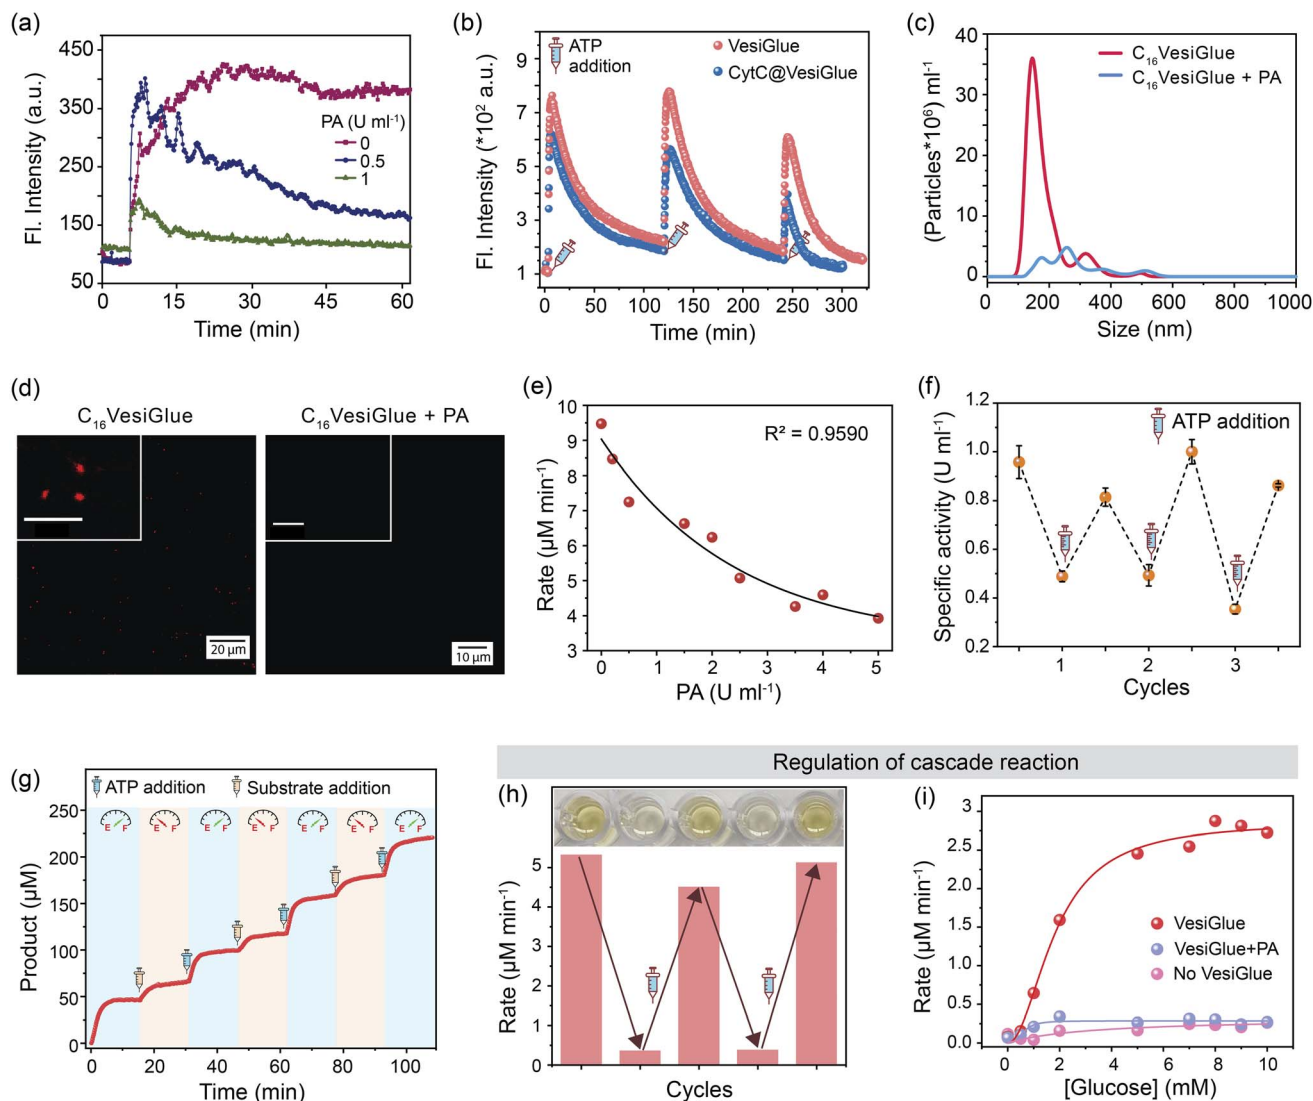 (a)
450
350
250
150
50
Fl. Intensity (a.u.)
PA (U ml⁻¹)
0
0.5
1
0 15 30 45 60
Time (min)
(b)
9
7
5
3
1
Fl. Intensity (*10² a.u.)
ATP
addition
VesiGlue
CytC@VesiGlue
0 50 100 150 200 250 300
Time (min)
(c)
40
30
20
10
0
(Particles*10⁶) ml⁻¹
C₁₆VesiGlue
C₁₆VesiGlue + PA
0 200 400 600 800 1000
Size (nm)
(d)
C₁₆VesiGlue
C₁₆VesiGlue + PA
20 µm
10 µm
(e)
10
9
8
7
6
5
4
3
Rate (µM min⁻¹)
R² = 0.9590
0 1 2 3 4 5
PA (U ml⁻¹)
(f)
1.2
1.0
0.8
0.6
0.4
0.2
Specific activity (U ml⁻¹)
ATP addition
1 2 3
Cycles
(g)
ATP addition
Substrate addition
250
200
150
100
50
0
Product (µM)
E F
E F
E F
E F
E F
E F
E F
0 20 40 60 80 100
Time (min)
Regulation of cascade reaction
(h)
5
4
3
2
1
0
Rate (µM min⁻¹)
Cycles
(i)
3.0
2.5
2.0
1.5
1.0
0.5
0.0
Rate (µM min⁻¹)
VesiGlue
VesiGlue+PA
No VesiGlue
0 2 4 6 8 10
[Glucose] (mM)